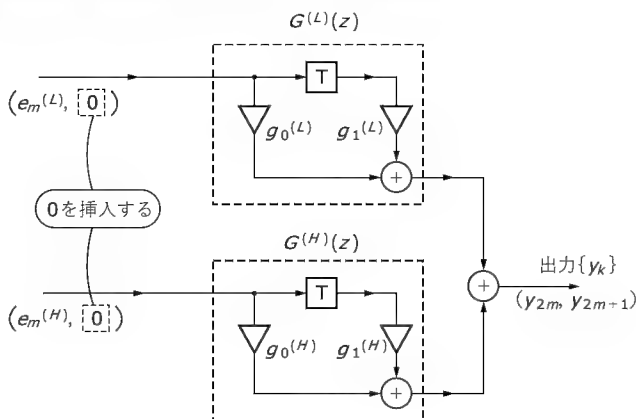 G^(L)(z)
T
(e_m^(L), 0)
g_0^(L)
g_1^(L)
+
0を挿入する
G^(H)(z)
T
出力{y_k}
+
(y_2m, y_2m+1)
(e_m^(H), 0)
g_0^(H)
g_1^(H)
+